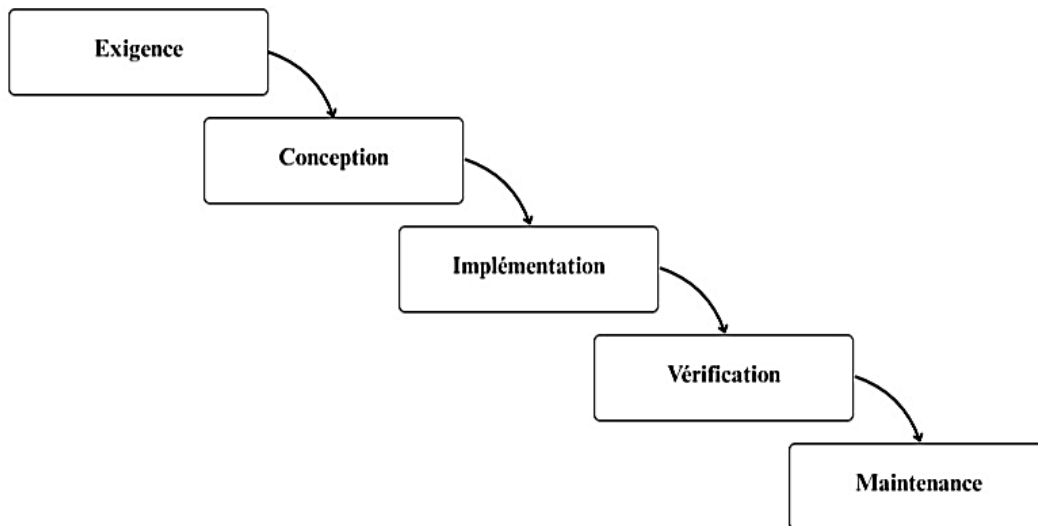 Exigence
Conception
Implémentation
Vérification
Maintenance